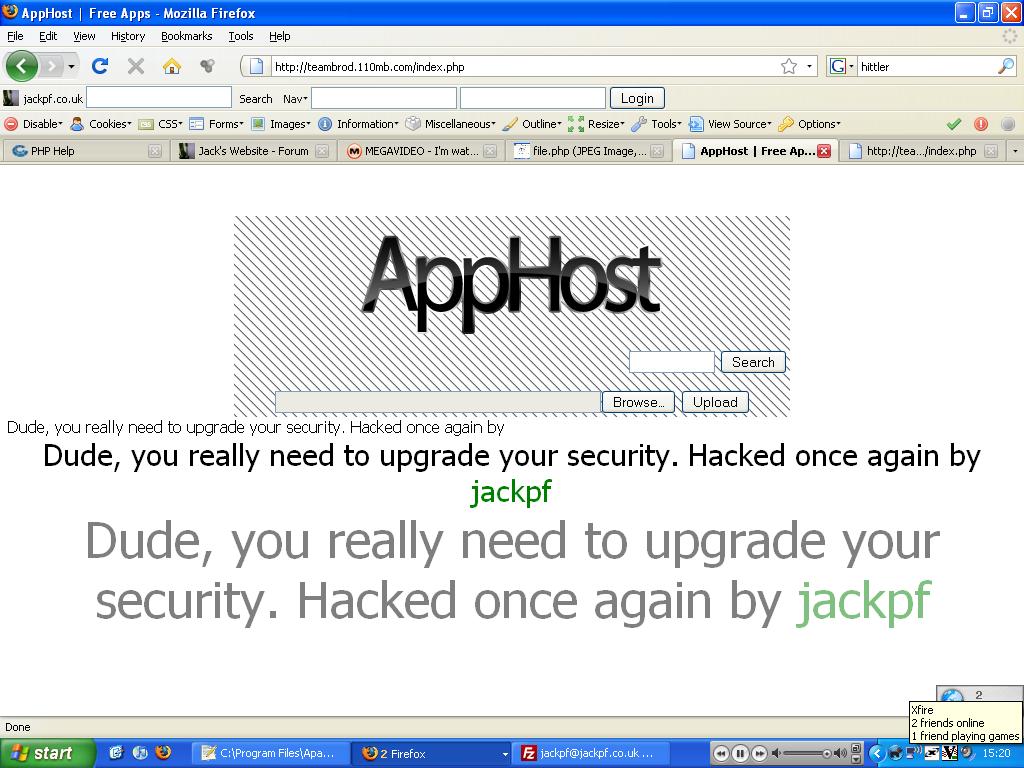 AppHost | Free Apps - Mozilla Firefox
File Edit View History Bookmarks Tools Help
http://teambrod.110mb.com/index.php G hittler
jackpf.co.uk Search Nav Login
Disable Cookies CSS Forms Images Information Miscellaneous Outline Resize Tools View Source Options
PHP Help Jack's Website - Forum MEGAVIDEO - I'm wat... file.php (JPEG Image,... AppHost | Free Ap... http://tea.../index.php
AppHost
Search
Browse... Upload
Dude, you really need to upgrade your security. Hacked once again by
Dude, you really need to upgrade your security. Hacked once again by
jackpf
Dude, you really need to upgrade your
security. Hacked once again by jackpf
2
Xfire
2 friends online
1 friend playing games
Done
start C:\Program Files\Apa... 2 Firefox jackpf@jackpf.co.uk ... 15:20